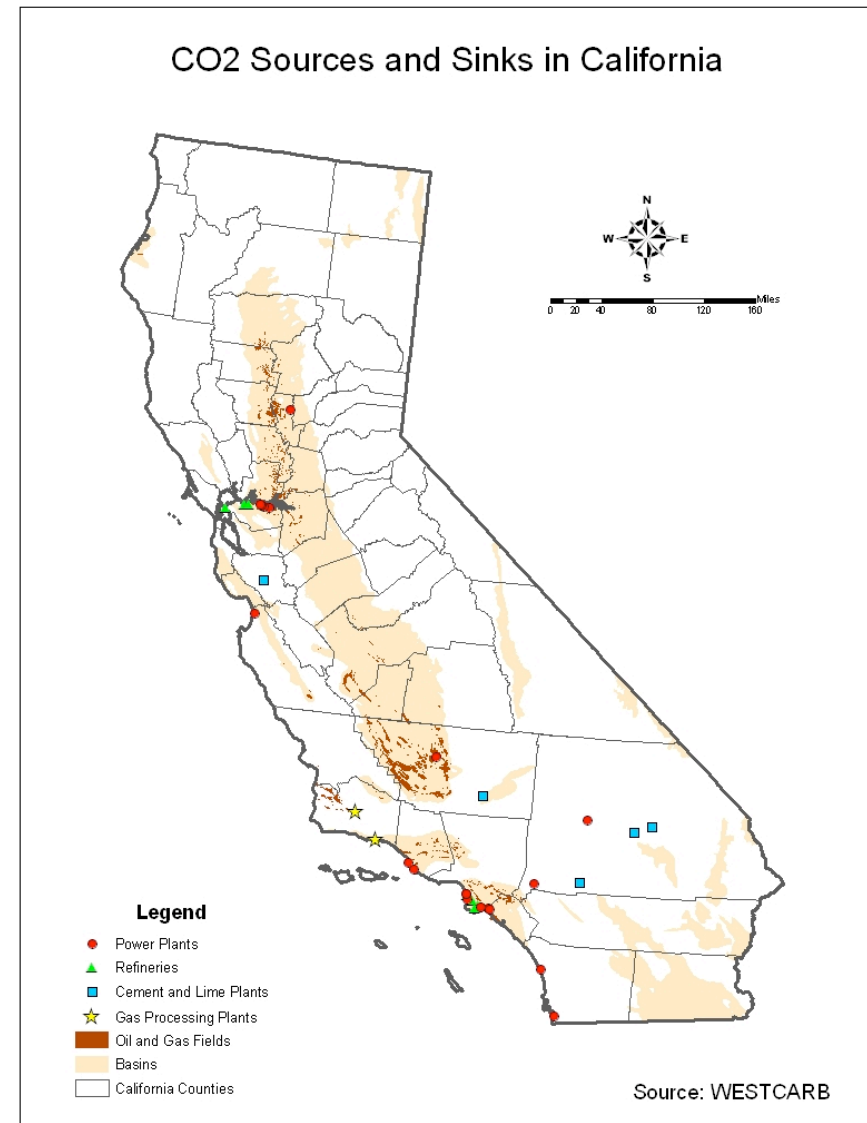 CO2 Sources and Sinks in California
N
W E
S
Miles
0 20 40 80 120 160
Legend
Power Plants
Refineries
Cement and Lime Plants
Gas Processing Plants
Oil and Gas Fields
Basins
California Counties
Source: WESTCARB